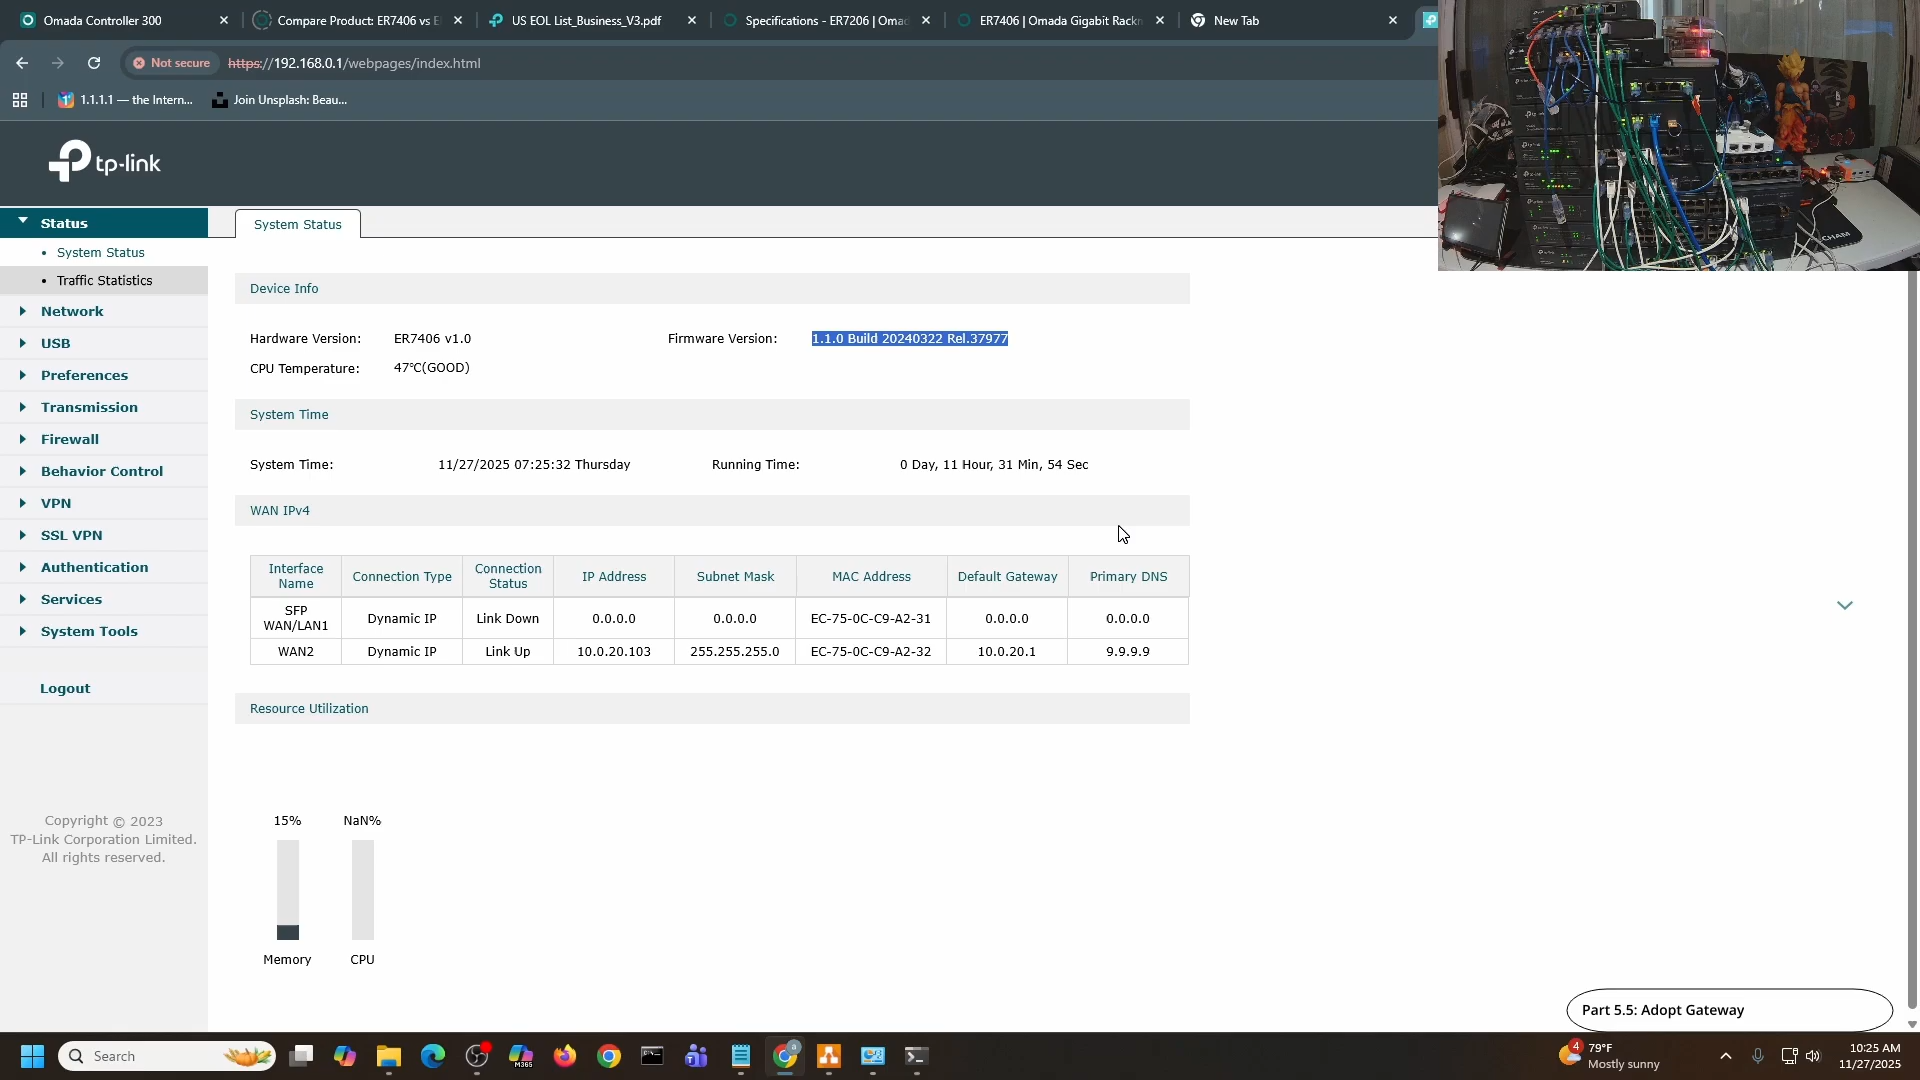 Omada Controller 300
Compare Product: ER7406 vs E
US EOL List_Business_V3.pdf
Specifications - ER7206 | Omad
ER7406 | Omada Gigabit Rackm
New Tab
Not secure
https://192.168.0.1/webpages/index.html
1.1.1.1 — the Intern...
Join Unsplash: Beau...
tp-link
Status
System Status
Traffic Statistics
Network
USB
Preferences
Transmission
Firewall
Behavior Control
VPN
SSL VPN
Authentication
Services
System Tools
Logout
Copyright © 2023
TP-Link Corporation Limited.
All rights reserved.
System Status
Device Info
Hardware Version: ER7406 v1.0 Firmware Version: 1.1.0 Build 20240322 Rel.37977
CPU Temperature: 47℃(GOOD)
System Time
System Time: 11/27/2025 07:25:32 Thursday Running Time: 0 Day, 11 Hour, 31 Min, 54 Sec
WAN IPv4
Interface Name Connection Type Connection Status IP Address Subnet Mask MAC Address Default Gateway Primary DNS
SFP WAN/LAN1 Dynamic IP Link Down 0.0.0.0 0.0.0.0 EC-75-0C-C9-A2-31 0.0.0.0 0.0.0.0
WAN2 Dynamic IP Link Up 10.0.20.103 255.255.255.0 EC-75-0C-C9-A2-32 10.0.20.1 9.9.9.9
Resource Utilization
15% NaN%
Memory CPU
Part 5.5: Adopt Gateway
Search
M365
4
79°F
Mostly sunny
10:25 AM
11/27/2025